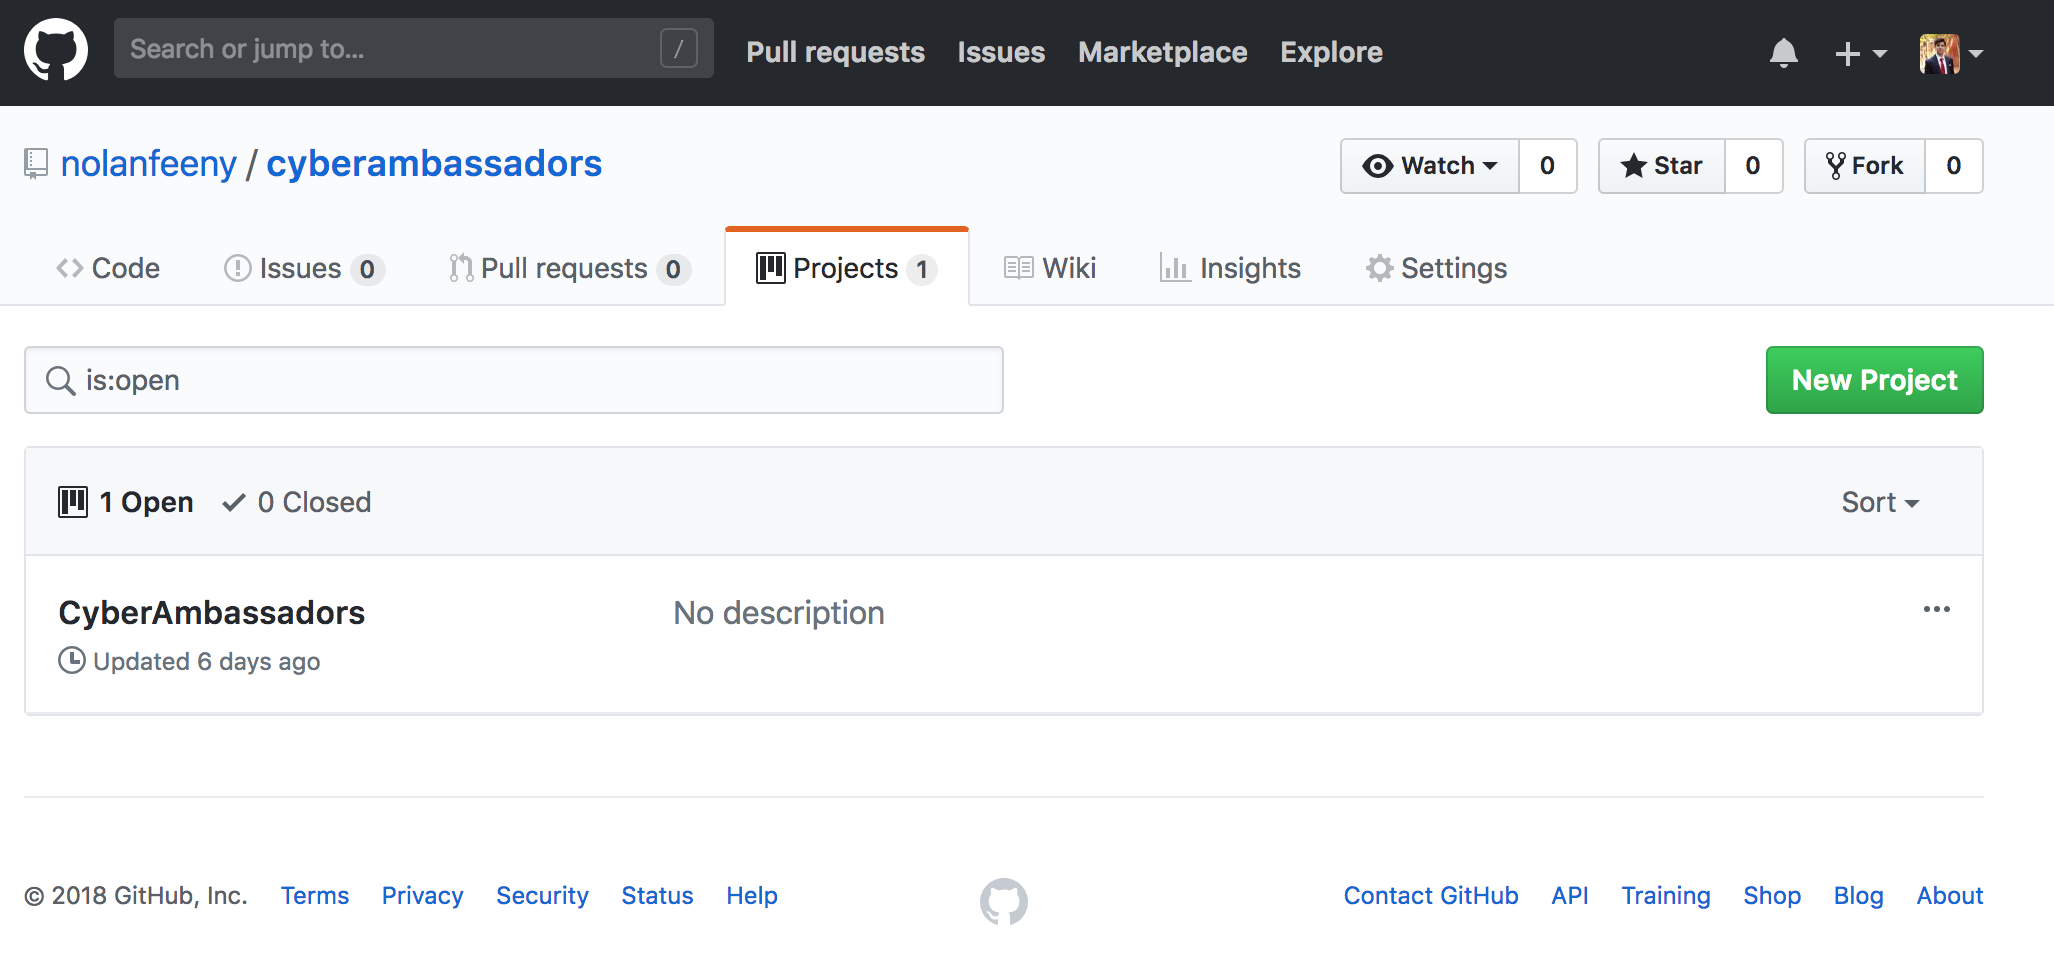 Search or jump to... /
Pull requests Issues Marketplace Explore
nolanfeeny / cyberambassadors
Watch 0 Star 0 Fork 0
Code Issues 0 Pull requests 0 Projects 1 Wiki Insights Settings
is:open
New Project
1 Open 0 Closed Sort
CyberAmbassadors No description
Updated 6 days ago
© 2018 GitHub, Inc. Terms Privacy Security Status Help Contact GitHub API Training Shop Blog About